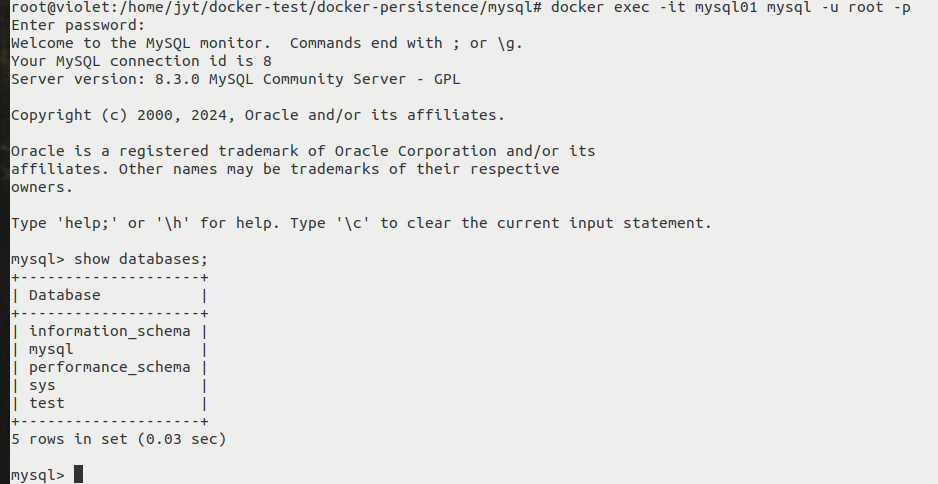 root@violet:/home/jyt/docker-test/docker-persistence/mysql# docker exec -it mysql01 mysql -u root -p
Enter password:
Welcome to the MySQL monitor.  Commands end with ; or \g.
Your MySQL connection id is 8
Server version: 8.3.0 MySQL Community Server - GPL

Copyright (c) 2000, 2024, Oracle and/or its affiliates.

Oracle is a registered trademark of Oracle Corporation and/or its
affiliates. Other names may be trademarks of their respective
owners.

Type 'help;' or '\h' for help. Type '\c' to clear the current input statement.

mysql> show databases;
+--------------------+
| Database           |
+--------------------+
| information_schema |
| mysql              |
| performance_schema |
| sys                |
| test               |
+--------------------+
5 rows in set (0.03 sec)

mysql>